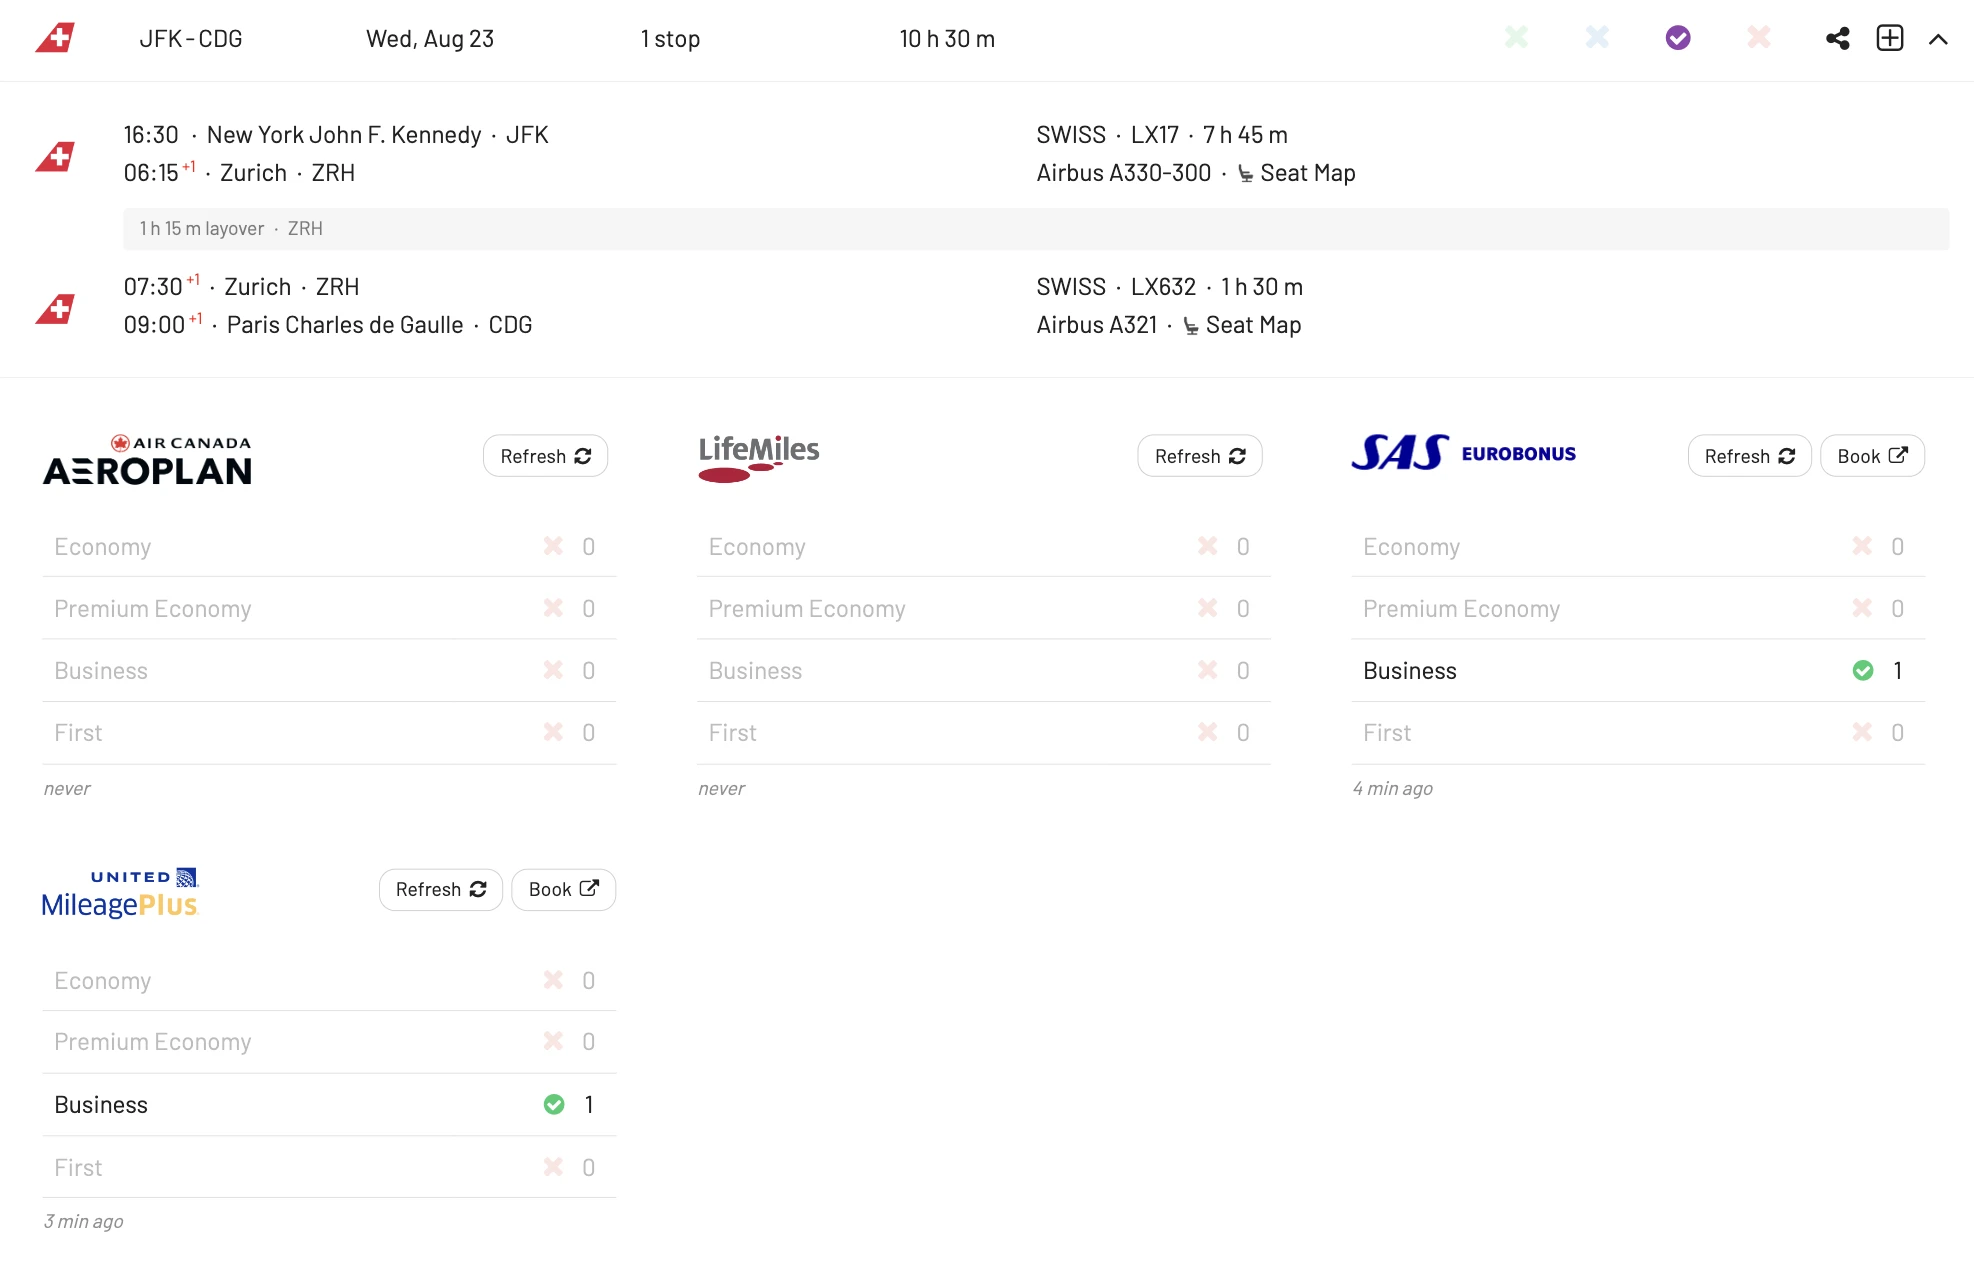 JFK - CDG Wed, Aug 23 1 stop 10 h 30 m
16:30 · New York John F. Kennedy · JFK SWISS · LX17 · 7 h 45 m
06:15 +1 · Zurich · ZRH Airbus A330-300 · Seat Map
1 h 15 m layover · ZRH
07:30 +1 · Zurich · ZRH SWISS · LX632 · 1 h 30 m
09:00 +1 · Paris Charles de Gaulle · CDG Airbus A321 · Seat Map
AIR CANADA
AEROPLAN Refresh
Economy 0
Premium Economy 0
Business 0
First 0
never
LifeMiles Refresh
Economy 0
Premium Economy 0
Business 0
First 0
never
SAS EUROBONUS Refresh Book
Economy 0
Premium Economy 0
Business 1
First 0
4 min ago
UNITED
MileagePlus Refresh Book
Economy 0
Premium Economy 0
Business 1
First 0
3 min ago